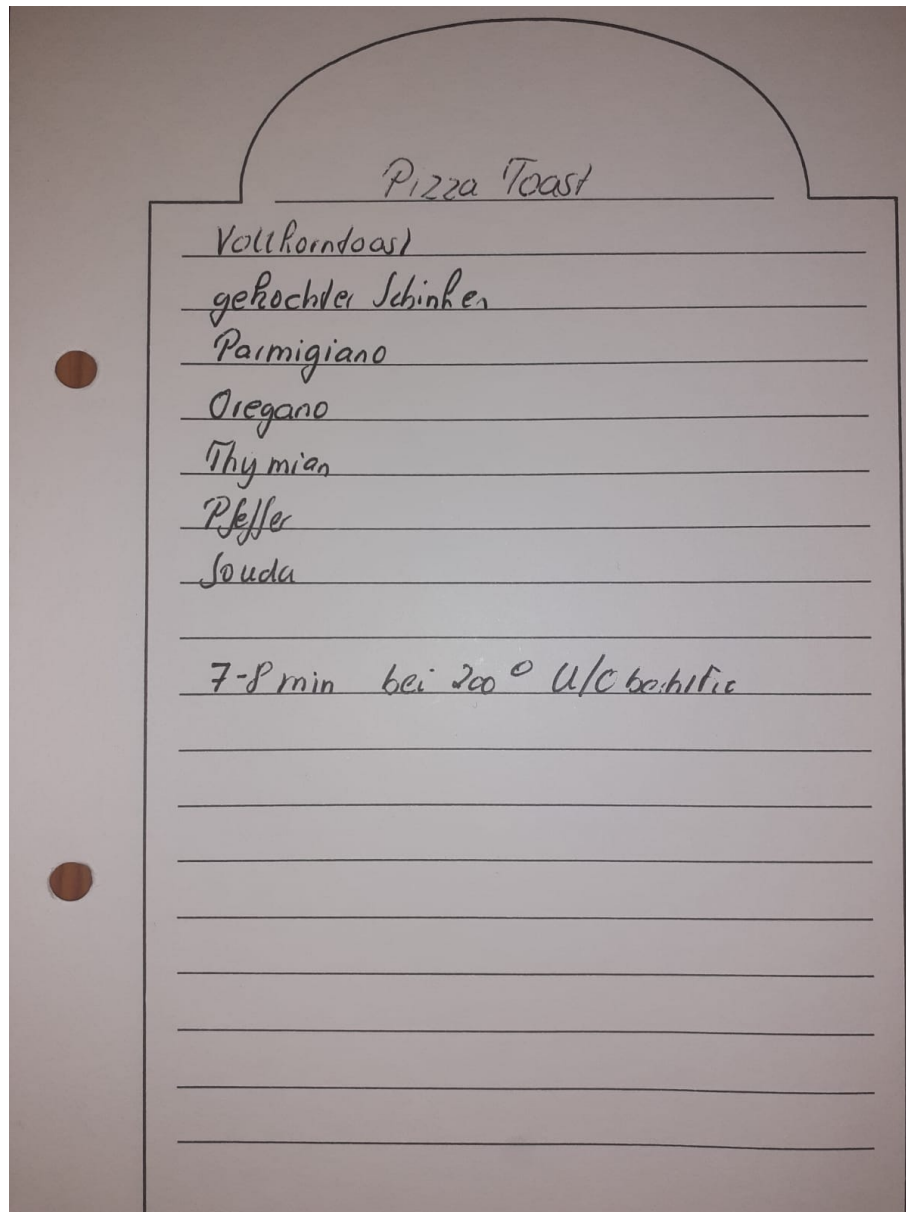 Pizza Toast
Vollkorntoast
gekochter Schinken
Parmigiano
Oregano
Thymian
Pfeffer
Gouda
7-8 min bei 200°